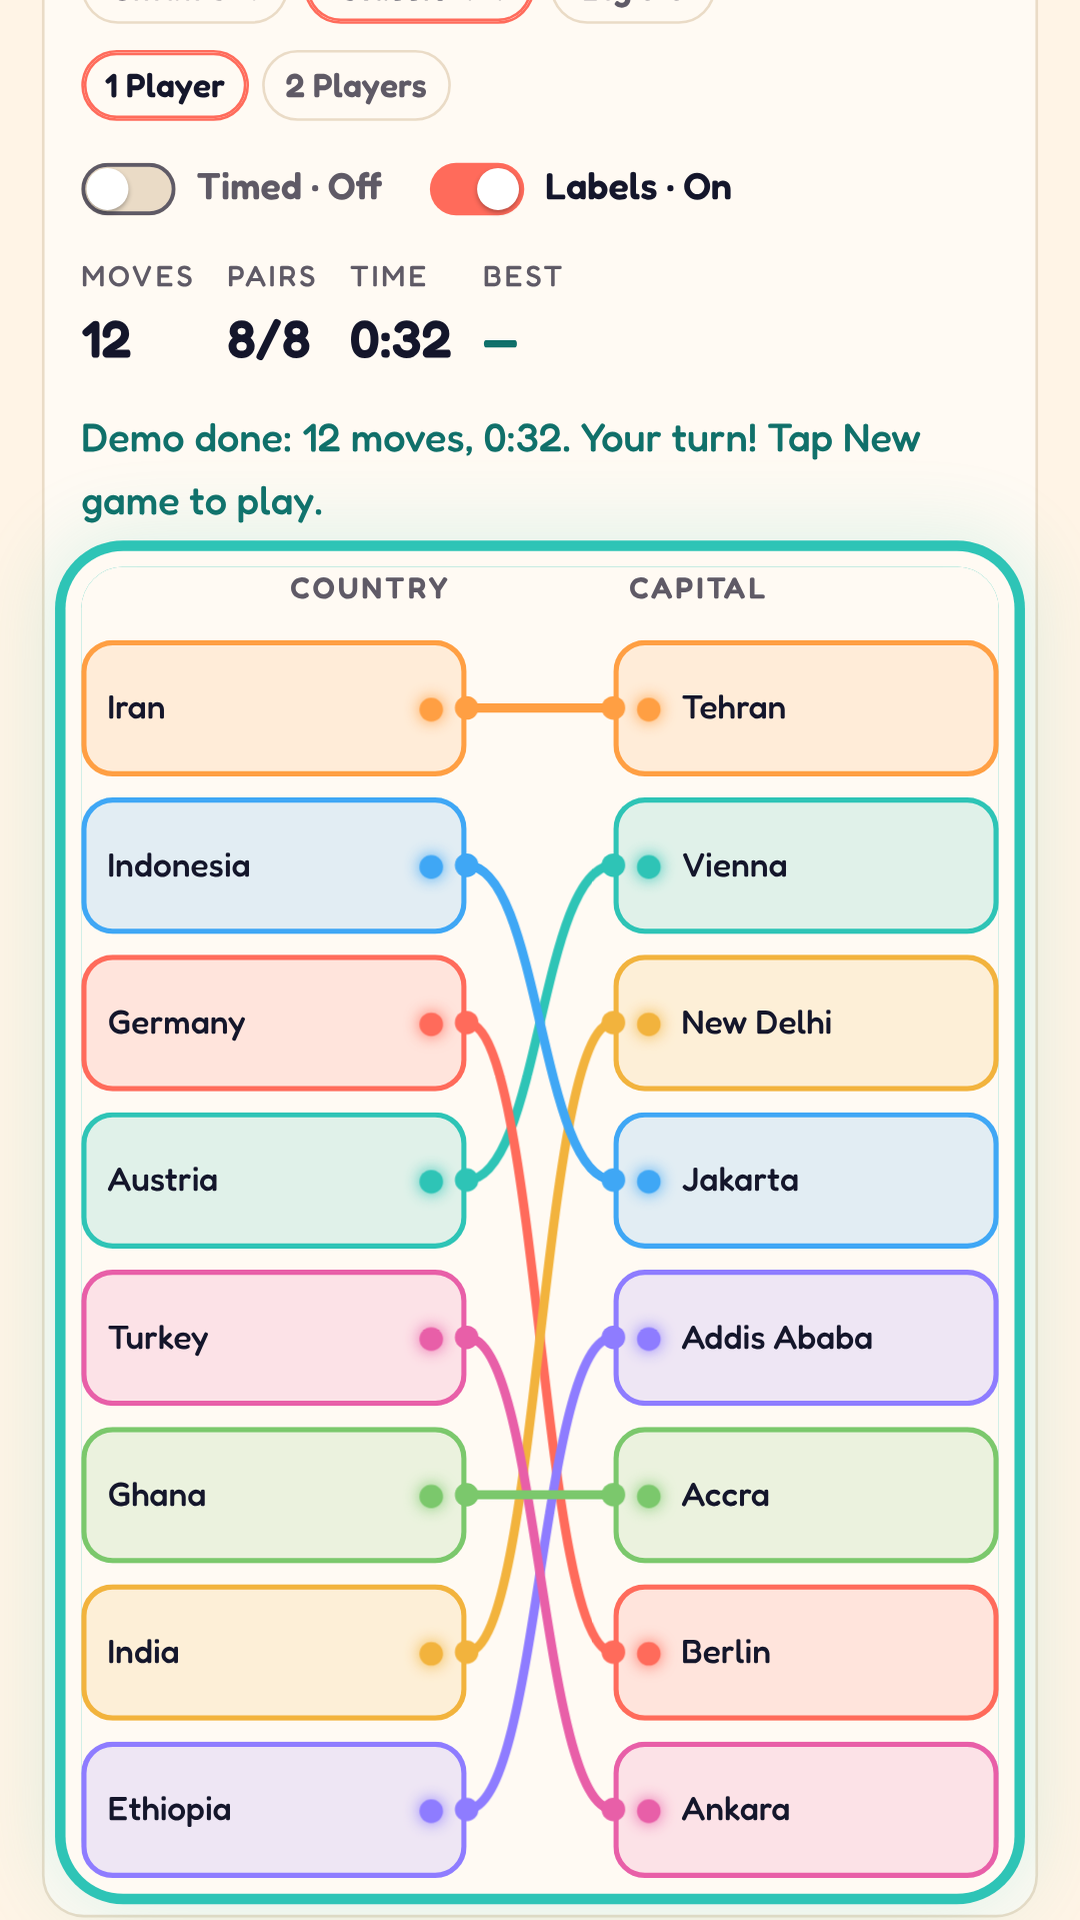 1 Player
2 Players
Timed · Off
Labels · On
MOVES PAIRS TIME BEST
12 8/8 0:32 –
Demo done: 12 moves, 0:32. Your turn! Tap New
game to play.
COUNTRY CAPITAL
Iran Tehran
Indonesia Vienna
Germany New Delhi
Austria Jakarta
Turkey Addis Ababa
Ghana Accra
India Berlin
Ethiopia Ankara